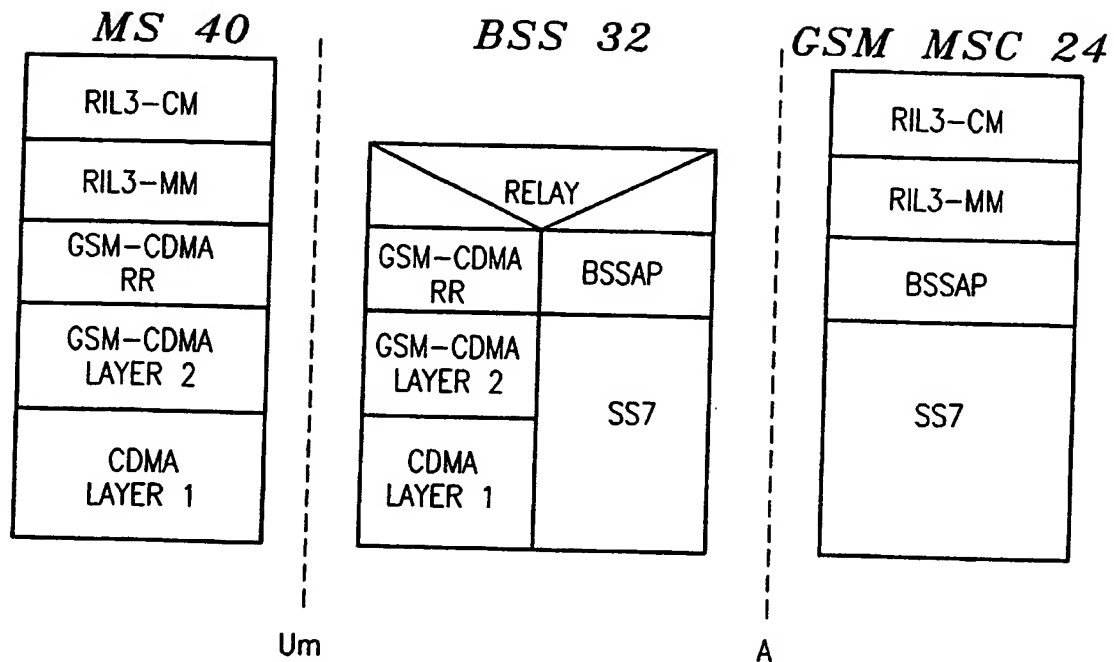 MS 40
BSS 32
GSM MSC 24
RIL3-CM
RIL3-MM
GSM-CDMA
RR
GSM-CDMA
LAYER 2
CDMA
LAYER 1
RELAY
GSM-CDMA
RR
BSSAP
GSM-CDMA
LAYER 2
SS7
CDMA
LAYER 1
RIL3-CM
RIL3-MM
BSSAP
SS7
Um
A